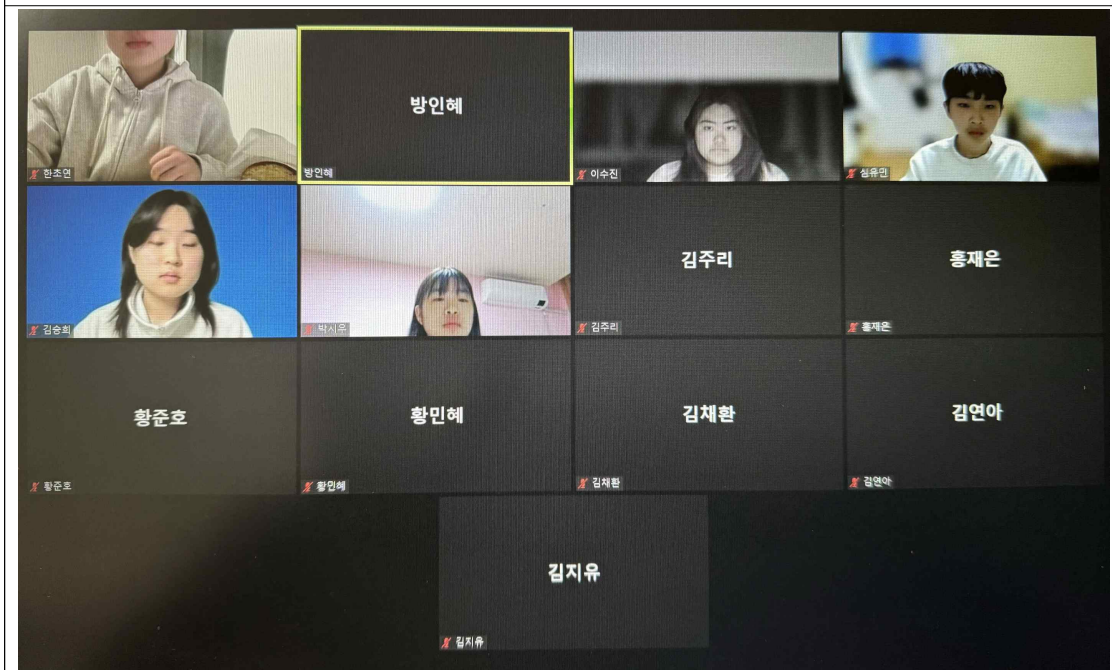 방인혜
한조연
방인혜
이수진
심유민
김주리
홍재은
김승희
박시우
김주리
홍재은
황준호
황민혜
김채환
김연아
황준호
황민혜
김채환
김연아
김지유
김지유